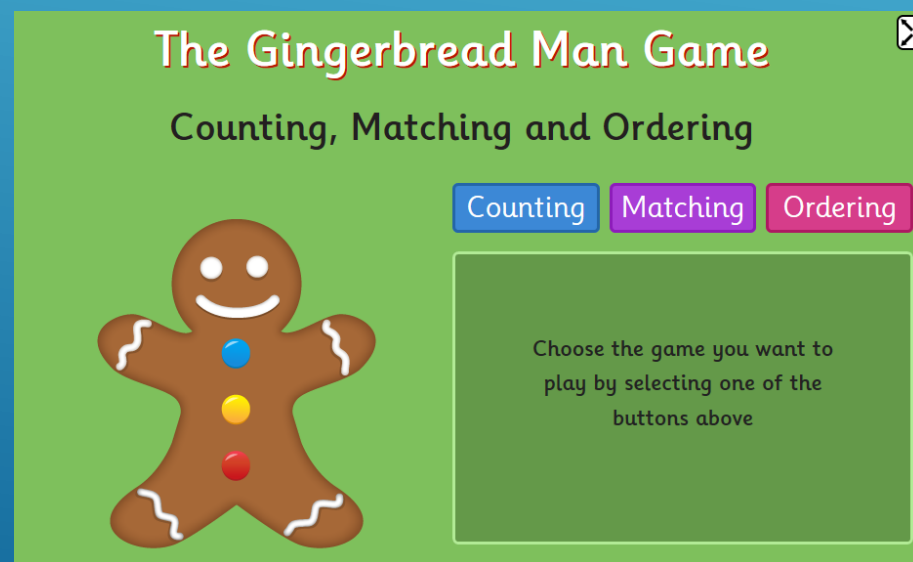 The Gingerbread Man Game
Counting, Matching and Ordering
Counting Matching Ordering
Choose the game you want to
play by selecting one of the
buttons above